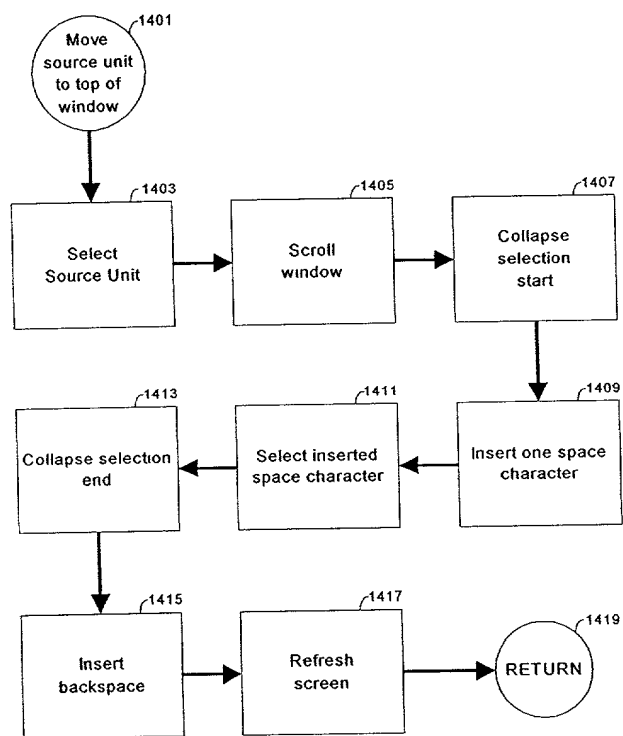 1401
Move
source unit
to top of
window
1403
Select
Source Unit
1405
Scroll
window
1407
Collapse
selection
start
1409
Insert one space
character
1411
Select inserted
space character
1413
Collapse selection
end
1415
Insert
backspace
1417
Refresh
screen
1419
RETURN